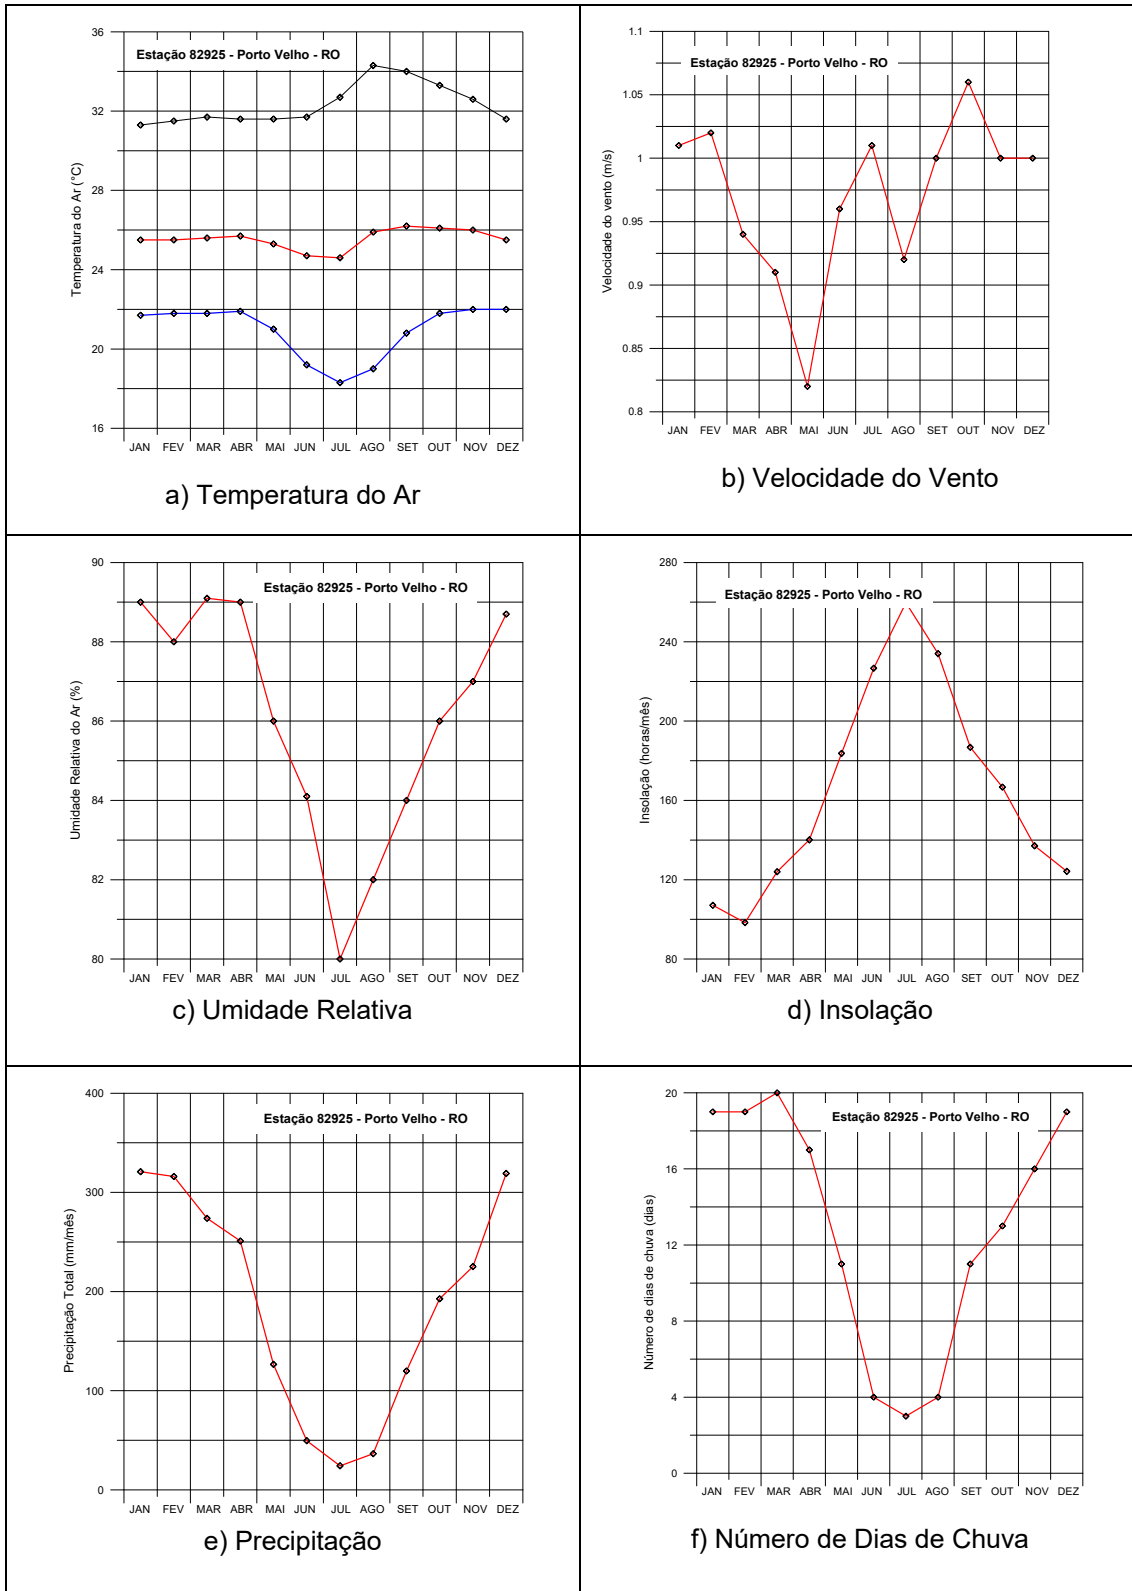 Estação 82925 - Porto Velho - RO
Temperatura do Ar (°C)
36
32
28
24
20
16
JAN FEV MAR ABR MAI JUN JUL AGO SET OUT NOV DEZ
a) Temperatura do Ar
Estação 82925 - Porto Velho - RO
Velocidade do vento (m/s)
1.1
1.05
1
0.95
0.9
0.85
0.8
JAN FEV MAR ABR MAI JUN JUL AGO SET OUT NOV DEZ
b) Velocidade do Vento
Estação 82925 - Porto Velho - RO
Umidade Relativa do Ar (%)
90
88
86
84
82
80
JAN FEV MAR ABR MAI JUN JUL AGO SET OUT NOV DEZ
c) Umidade Relativa
Estação 82925 - Porto Velho - RO
Insolação (horas/mês)
280
240
200
160
120
80
JAN FEV MAR ABR MAI JUN JUL AGO SET OUT NOV DEZ
d) Insolação
Estação 82925 - Porto Velho - RO
Precipitação Total (mm/mês)
400
300
200
100
0
JAN FEV MAR ABR MAI JUN JUL AGO SET OUT NOV DEZ
e) Precipitação
Estação 82925 - Porto Velho - RO
Número de dias de chuva (dias)
20
16
12
8
4
0
JAN FEV MAR ABR MAI JUN JUL AGO SET OUT NOV DEZ
f) Número de Dias de Chuva